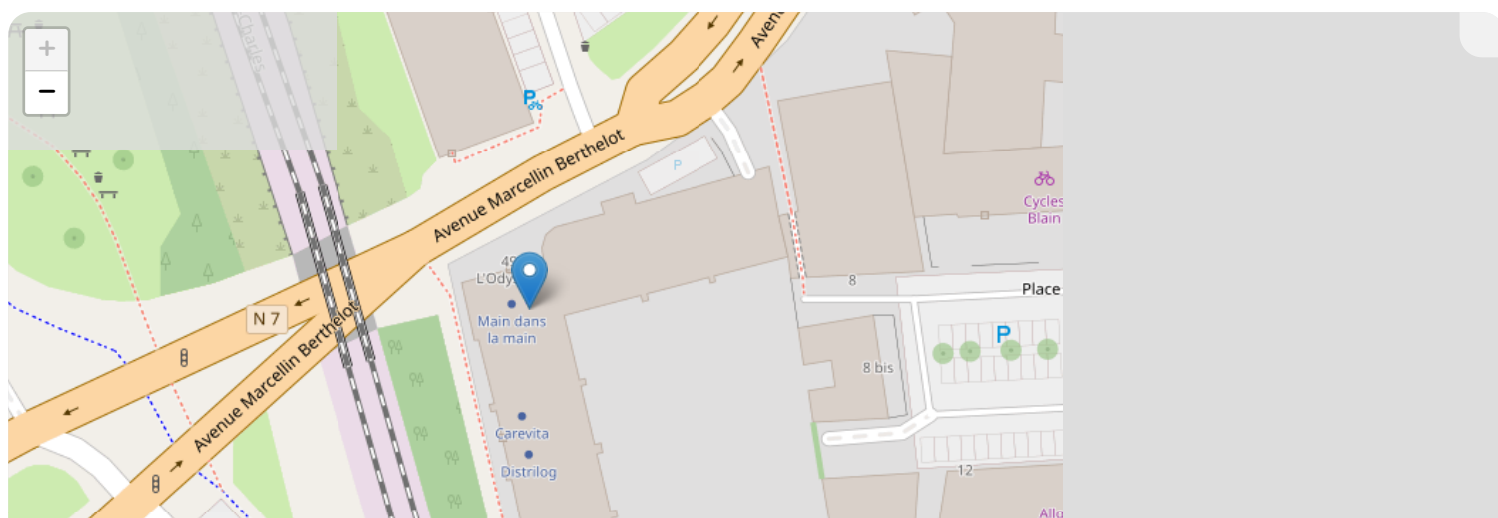 +
−
Charles
Avenue Marcellin Berthelot
P
P
Cycles
Blain
49
L'Ody
8
Place
N 7
Main dans
la main
P
Avenue Marcellin Berthelot
8 bis
Carevita
Distrilog
12